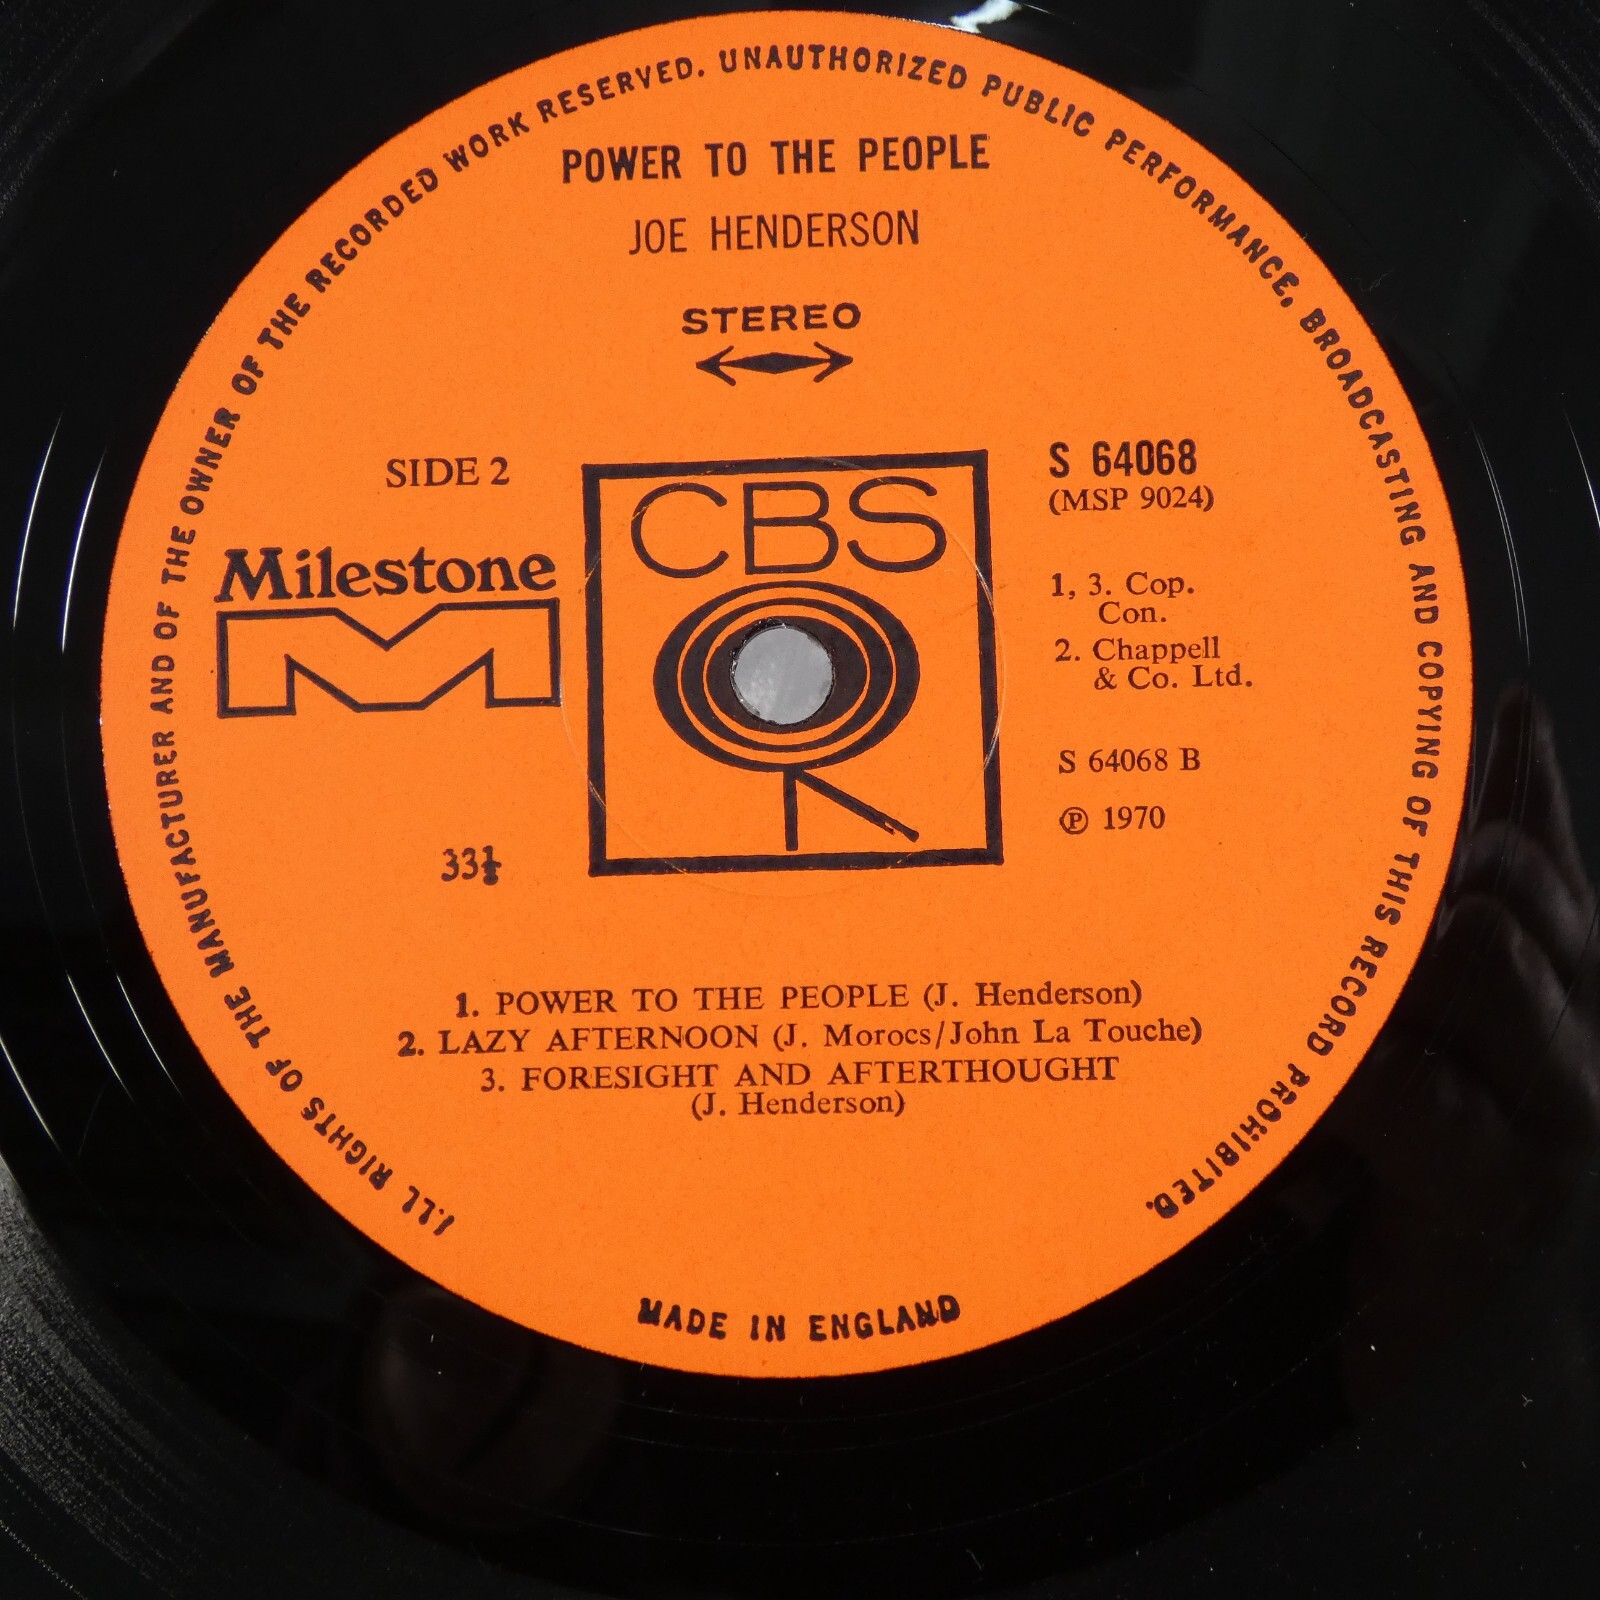 POWER TO THE PEOPLE
JOE HENDERSON
STEREO
SIDE 2
Milestone
M
33⅓
CBS
S 64068
(MSP 9024)
1, 3. Cop.
Con.
2. Chappell
& Co. Ltd.
S 64068 B
℗ 1970
1. POWER TO THE PEOPLE (J. Henderson)
2. LAZY AFTERNOON (J. Morocs/John La Touche)
3. FORESIGHT AND AFTERTHOUGHT
(J. Henderson)
ALL RIGHTS OF THE MANUFACTURER AND OF THE OWNER OF THE RECORDED WORK RESERVED. UNAUTHORIZED PUBLIC PERFORMANCE, BROADCASTING AND COPYING OF THIS RECORD PROHIBITED.
MADE IN ENGLAND